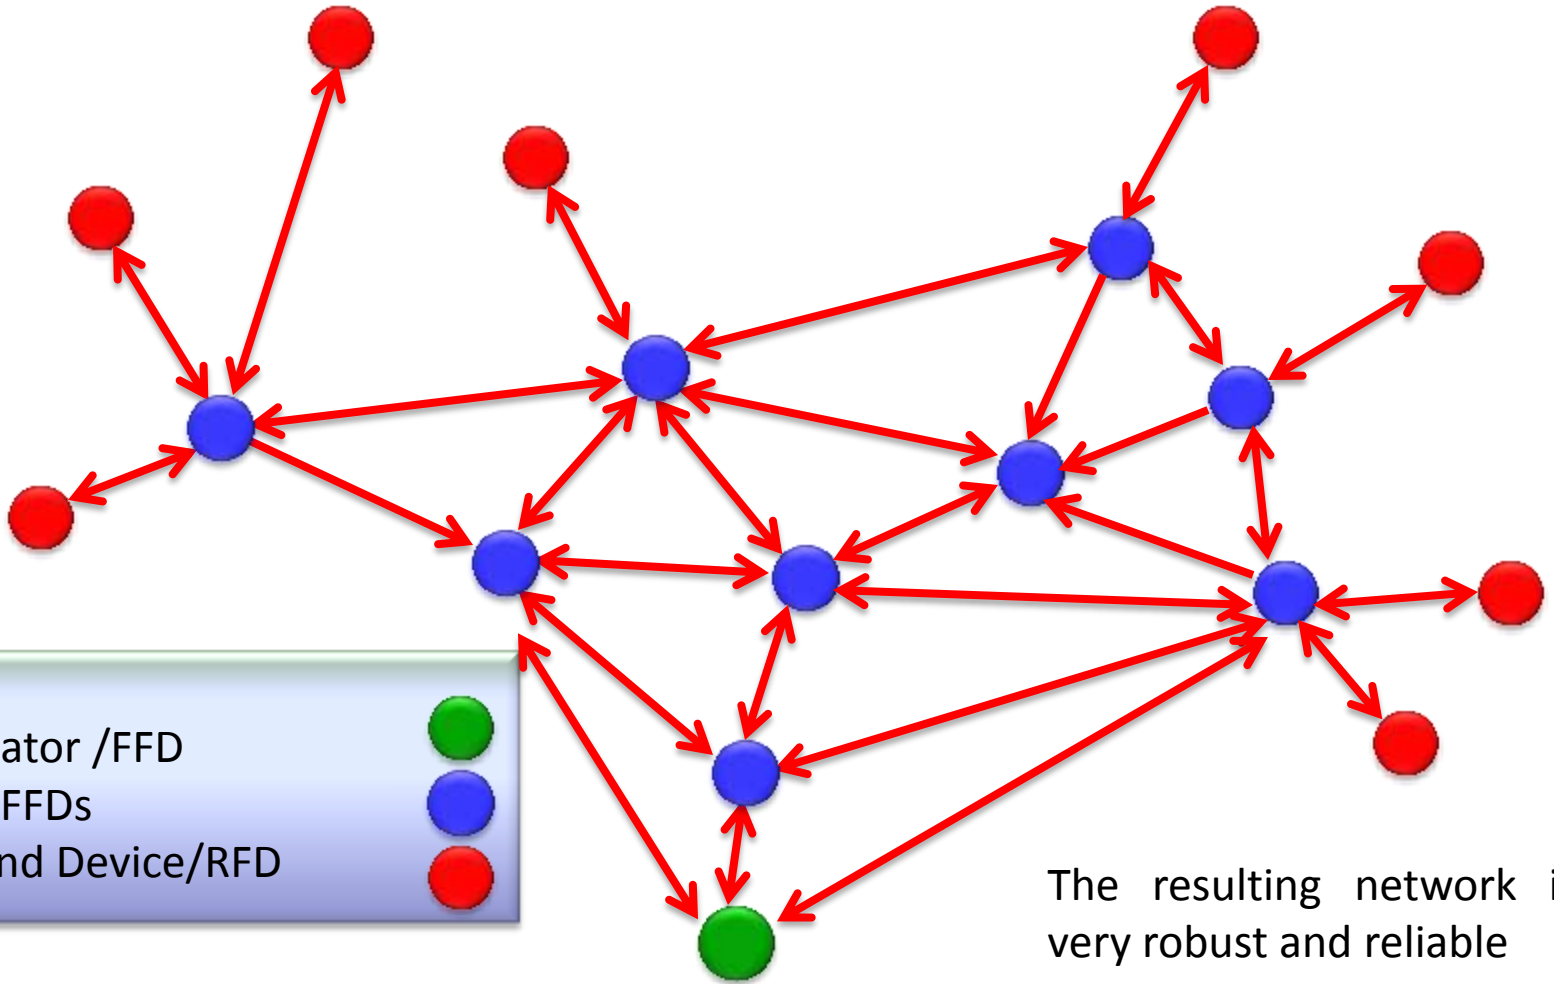 ator /FFD
FFDs
nd Device/RFD
The resulting network i
very robust and reliable